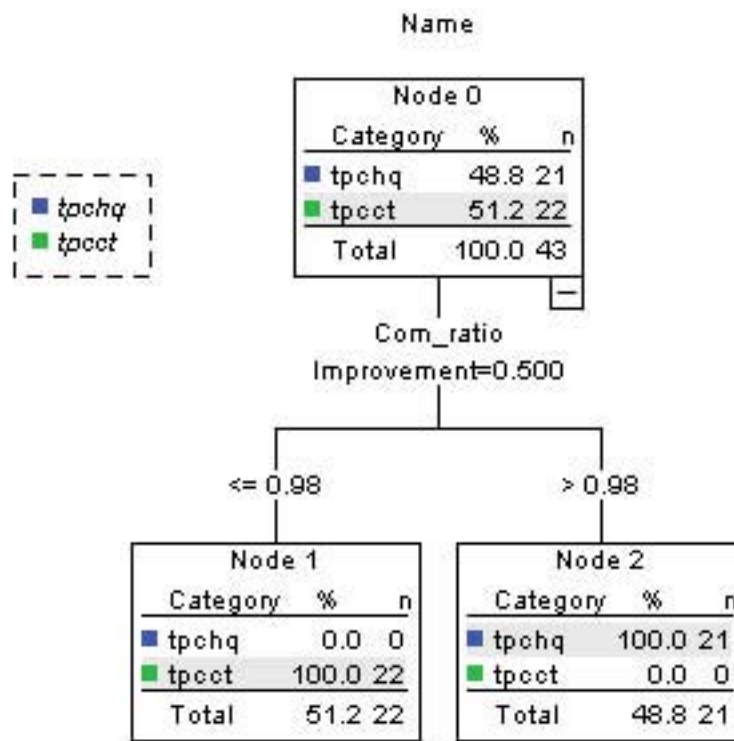 Name
Node 0
Category % n
tpchq 48.8 21
tpcct 51.2 22
Total 100.0 43
tpchq
tpcct
Com_ratio
Improvement=0.500
<= 0.98
> 0.98
Node 1
Category % n
tpchq 0.0 0
tpcct 100.0 22
Total 51.2 22
Node 2
Category % n
tpchq 100.0 21
tpcct 0.0 0
Total 48.8 21